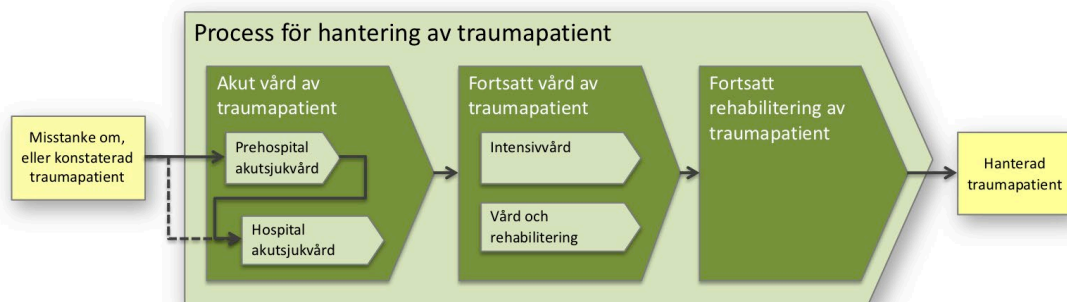 Process för hantering av traumapatient
Misstanke om,
eller konstaterad
traumapatient
Akut vård av
traumapatient
Prehospital
akutsjukvård
Hospital
akutsjukvård
Fortsatt vård av
traumapatient
Intensivvård
Vård och
rehabilitering
Fortsatt
rehabilitering av
traumapatient
Hanterad
traumapatient